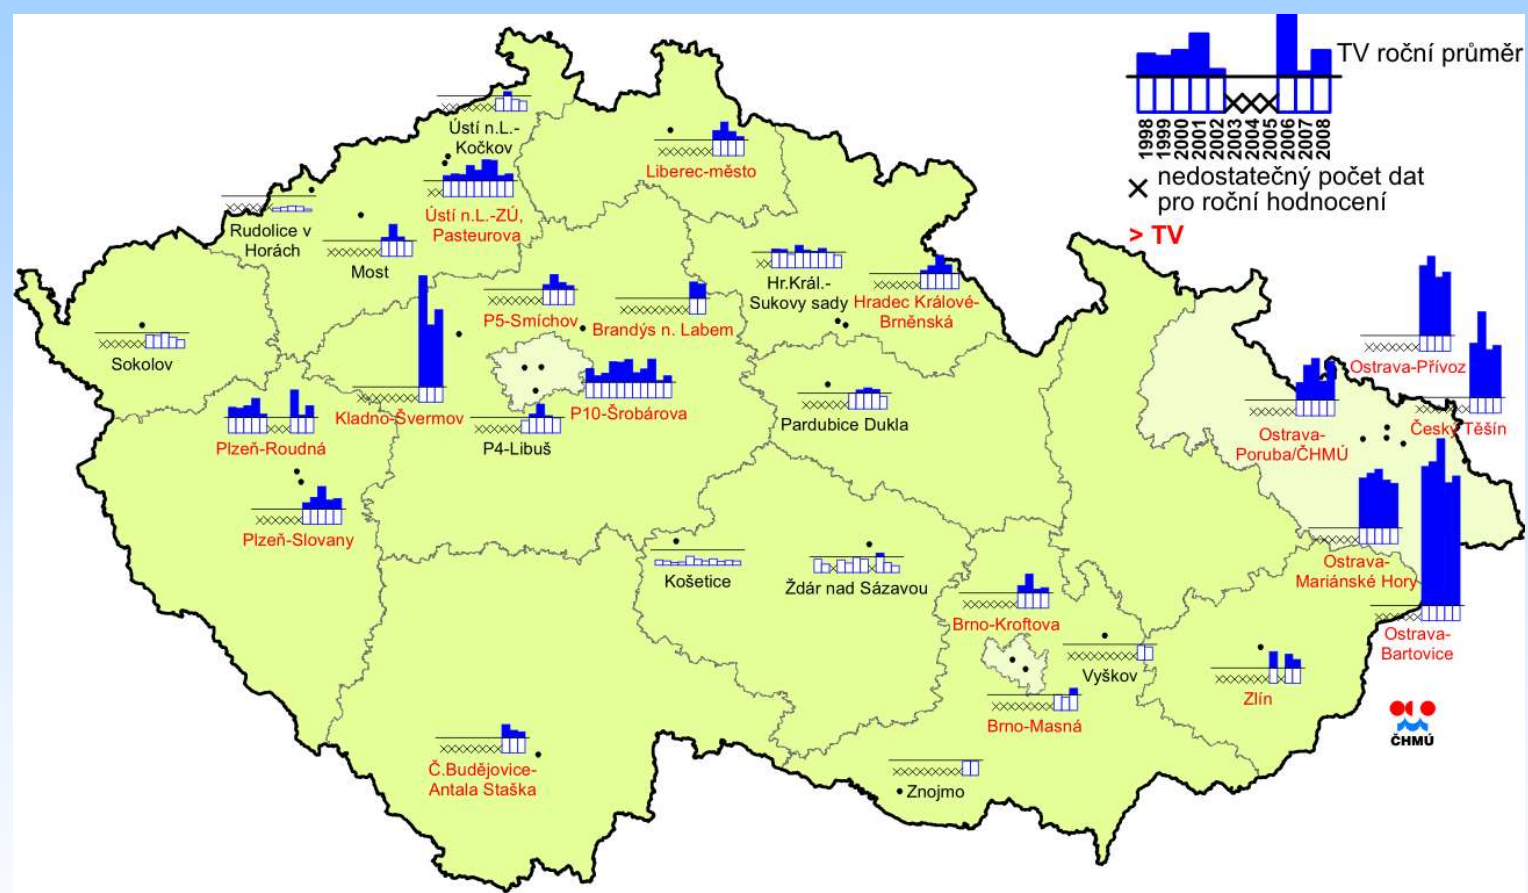 TV roční průměr
1998
1999
2000
2001
2002
2003
2004
2005
2006
2007
2008
nedostatečný počet dat
pro roční hodnocení
> TV
Ústí n.L.-
Kočkov
Liberec-město
Ústí n.L.-ZÚ,
Pasteurova
Rudolice v
Horách
Most
Hr.Král.-
Sukovy sady
Hradec Králové-
Brněnská
P5-Smíchov
Brandýs n. Labem
Sokolov
Ostrava-Přívoz
Kladno-Švermov
P10-Šrobárova
Pardubice Dukla
Český Těšín
Plzeň-Roudná
P4-Libuš
Ostrava-
Poruba/ČHMÚ
Plzeň-Slovany
Košetice
Ždár nad Sázavou
Ostrava-
Mariánské Hory
Brno-Kroftova
Ostrava-
Bartovice
Vyškov
Zlín
Brno-Masná
ČHMÚ
Č.Budějovice-
Antala Staška
Znojmo